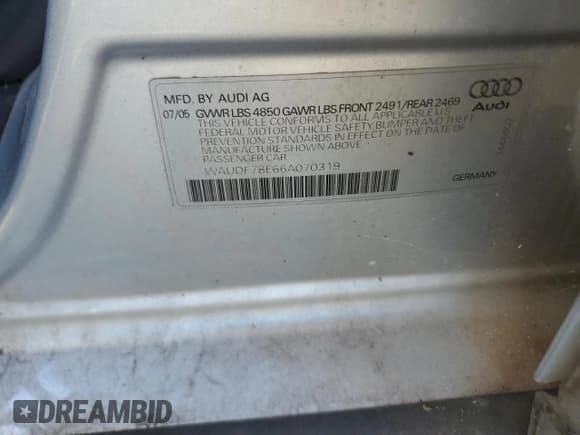 MFD. BY AUDI AG
07/05 GWWR LBS 4850 GAWR LBS FRONT 2491/REAR 2469
THIS VEHICLE CONFORMS TO ALL APPLICABLE U.S.
FEDERAL MOTOR VEHICLE SAFETY, BUMPER AND THEFT
PREVENTION STANDARDS IN EFFECT ON THE DATE
OF MANUFACTURE SHOWN ABOVE.
PASSENGER CAR
WAUDF78E66A070319
Audi
GERMANY
DREAMBID